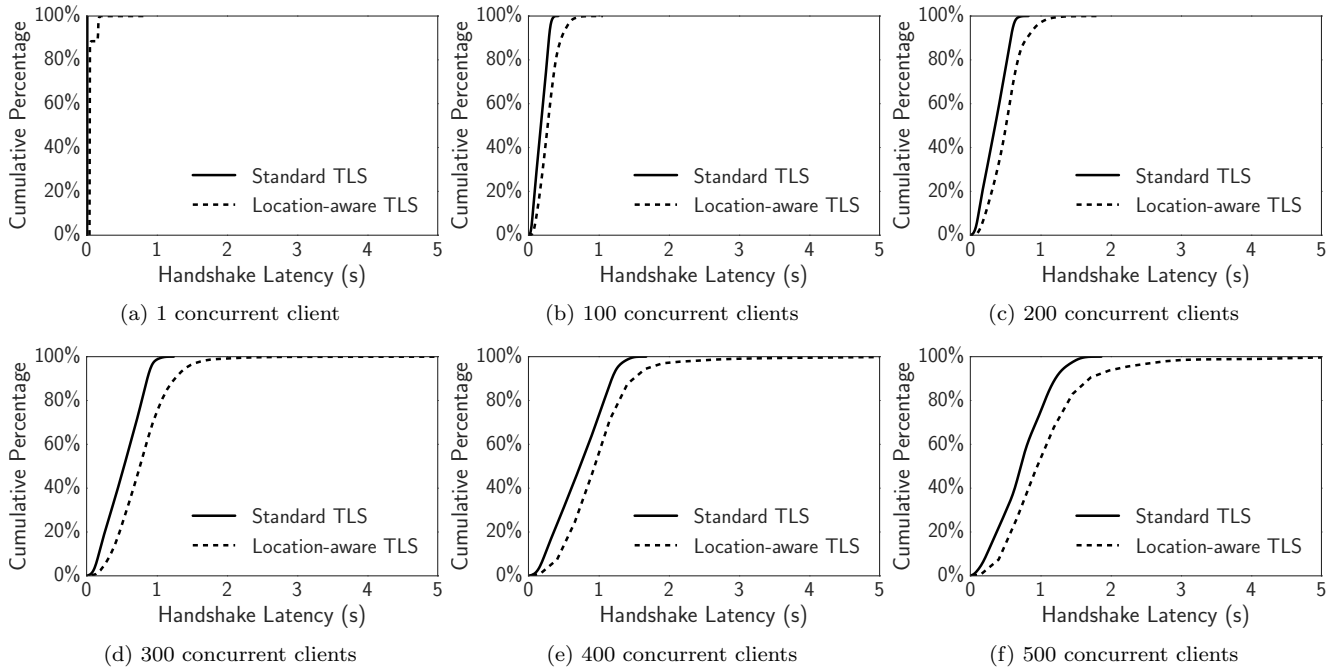 100%
80%
60%
40%
20%
0%
Cumulative Percentage
Standard TLS
Location-aware TLS
0 1 2 3 4 5
Handshake Latency (s)
(a) 1 concurrent client
100%
80%
60%
40%
20%
0%
Cumulative Percentage
Standard TLS
Location-aware TLS
0 1 2 3 4 5
Handshake Latency (s)
(b) 100 concurrent clients
100%
80%
60%
40%
20%
0%
Cumulative Percentage
Standard TLS
Location-aware TLS
0 1 2 3 4 5
Handshake Latency (s)
(c) 200 concurrent clients
100%
80%
60%
40%
20%
0%
Cumulative Percentage
Standard TLS
Location-aware TLS
0 1 2 3 4 5
Handshake Latency (s)
(d) 300 concurrent clients
100%
80%
60%
40%
20%
0%
Cumulative Percentage
Standard TLS
Location-aware TLS
0 1 2 3 4 5
Handshake Latency (s)
(e) 400 concurrent clients
100%
80%
60%
40%
20%
0%
Cumulative Percentage
Standard TLS
Location-aware TLS
0 1 2 3 4 5
Handshake Latency (s)
(f) 500 concurrent clients